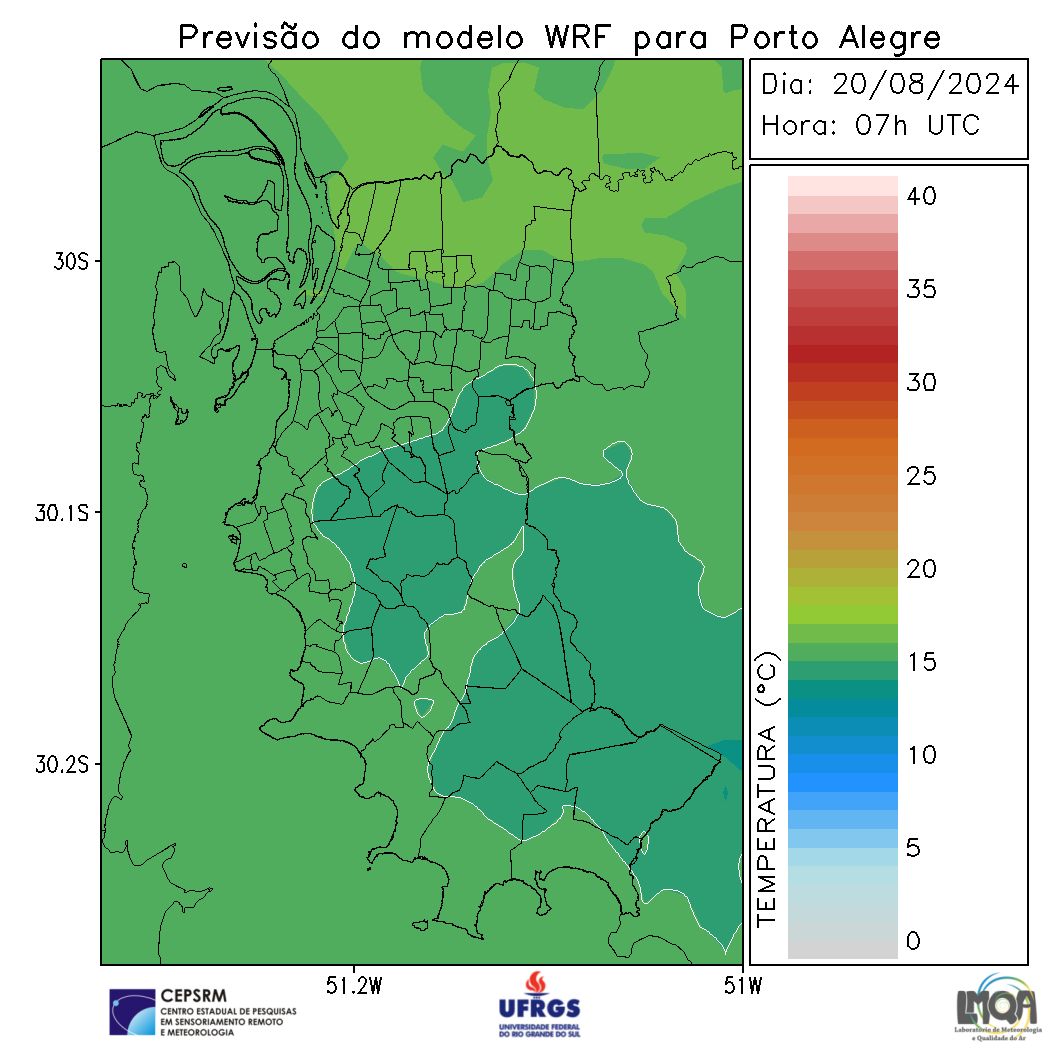 Previsão do modelo WRF para Porto Alegre
Dia: 20/08/2024
Hora: 07h UTC
40
35
30
25
20
15
10
5
0
TEMPERATURA (°C)
30S
30.1S
30.2S
51.2W
51W
CEPSRM
CENTRO ESTADUAL DE PESQUISAS
EM SENSORIAMENTO REMOTO
E METEOROLOGIA
UFRGS
UNIVERSIDADE FEDERAL
DO RIO GRANDE DO SUL
LMQA
Laboratório de Meteorologia
e Qualidade do Ar